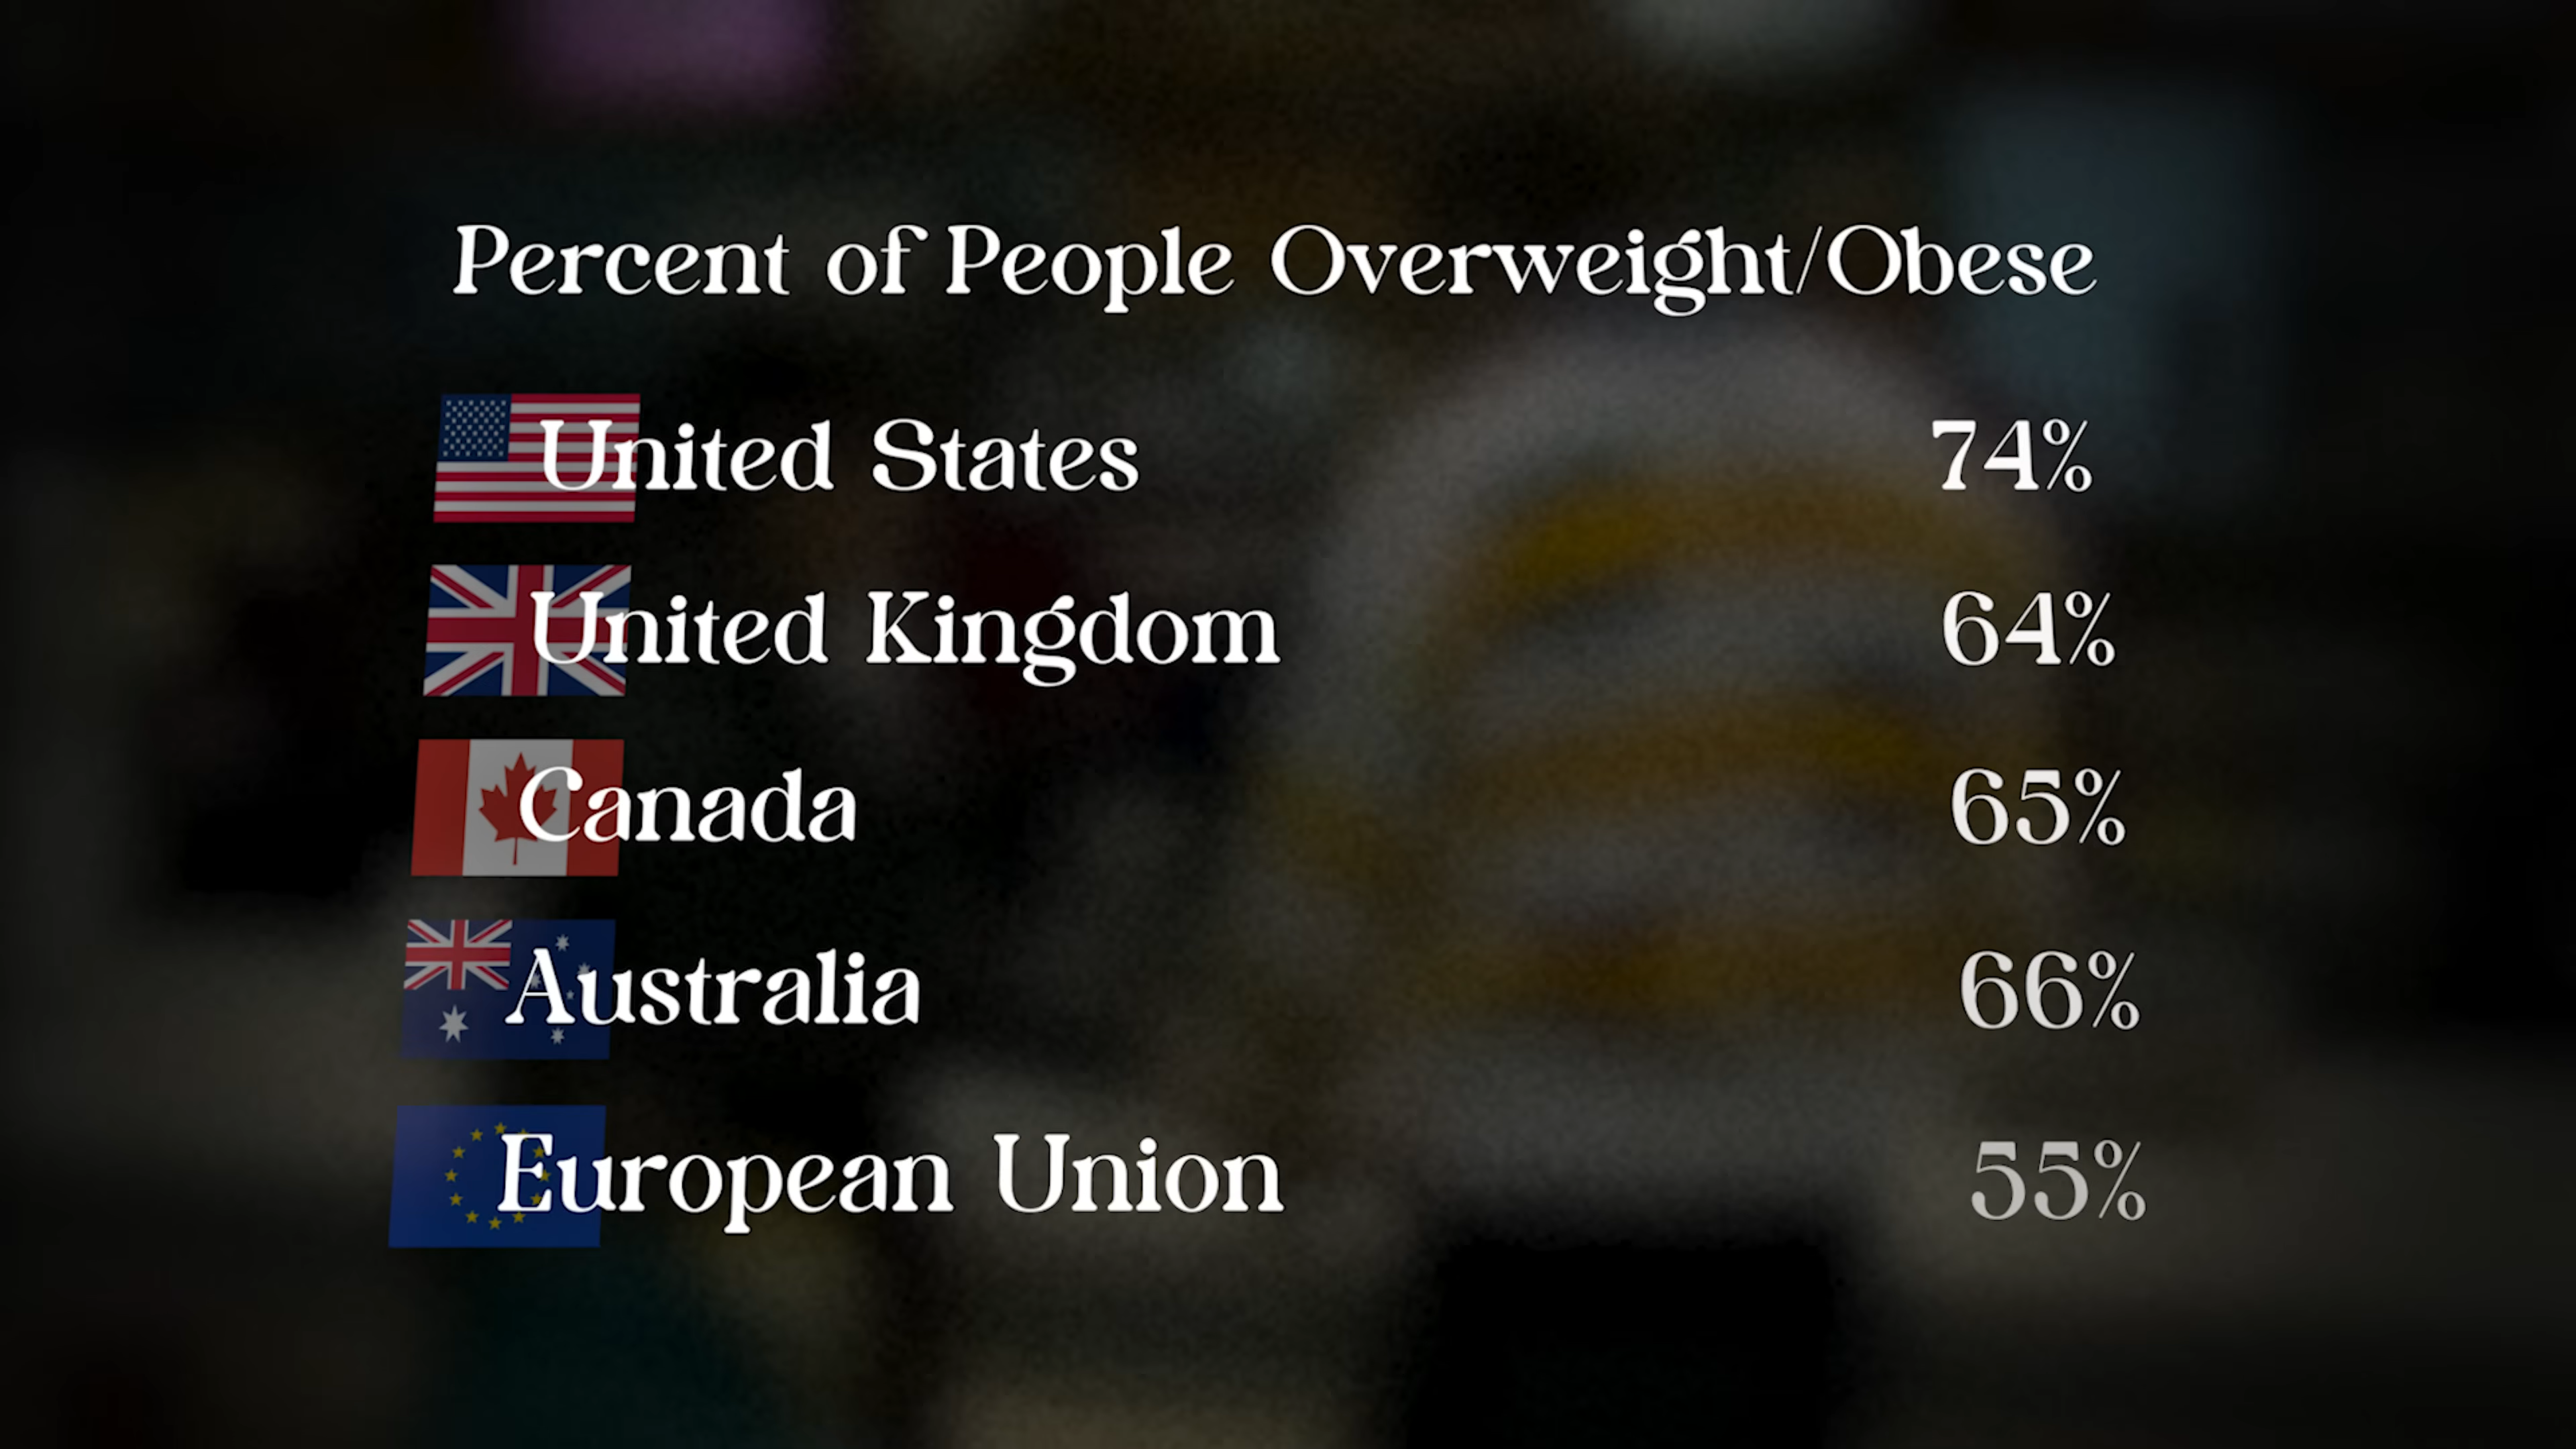 Percent of People Overweight/Obese
United States 74%
United Kingdom 64%
Canada 65%
Australia 66%
European Union 55%